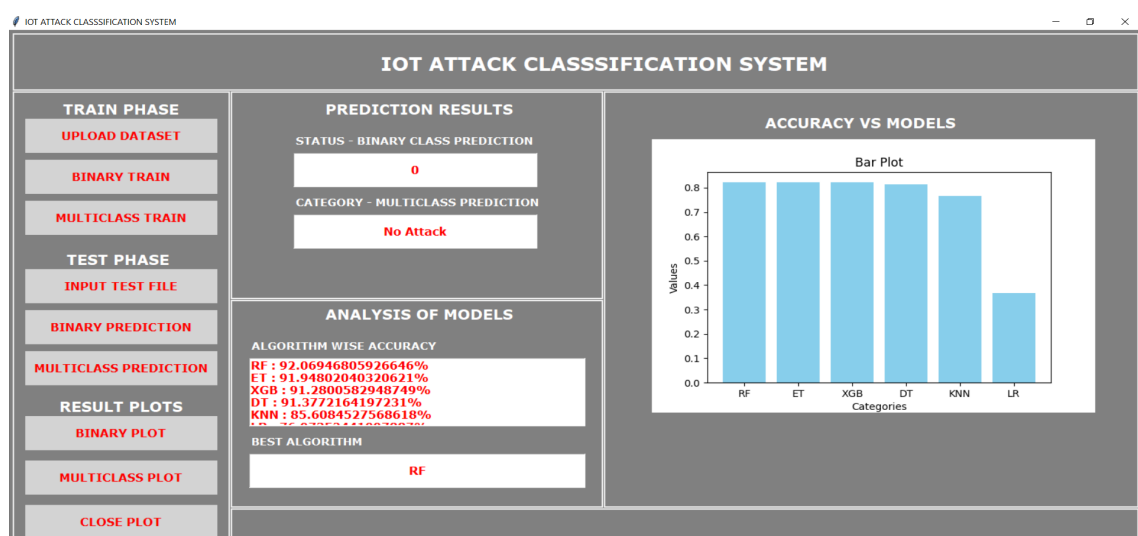 IOT ATTACK CLASSSIFICATION SYSTEM
IOT ATTACK CLASSSIFICATION SYSTEM
TRAIN PHASE
UPLOAD DATASET
BINARY TRAIN
MULTICLASS TRAIN
TEST PHASE
INPUT TEST FILE
BINARY PREDICTION
MULTICLASS PREDICTION
RESULT PLOTS
BINARY PLOT
MULTICLASS PLOT
CLOSE PLOT
PREDICTION RESULTS
STATUS - BINARY CLASS PREDICTION
0
CATEGORY - MULTICLASS PREDICTION
No Attack
ANALYSIS OF MODELS
ALGORITHM WISE ACCURACY
RF : 92.06946805926646%
ET : 91.94802040320621%
XGB : 91.2800582948749%
DT : 91.3772164197231%
KNN : 85.6084527568618%
BEST ALGORITHM
RF
ACCURACY VS MODELS
Bar Plot
Values
0.8
0.7
0.6
0.5
0.4
0.3
0.2
0.1
0.0
RF ET XGB DT KNN LR
Categories